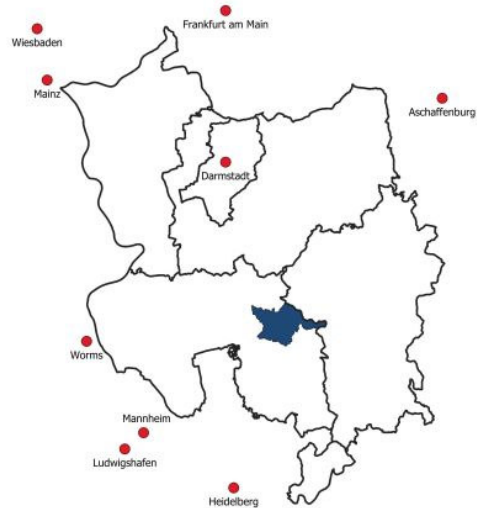 Frankfurt am Main
Wiesbaden
Mainz
Aschaffenburg
Darmstadt
Worms
Mannheim
Ludwigshafen
Heidelberg